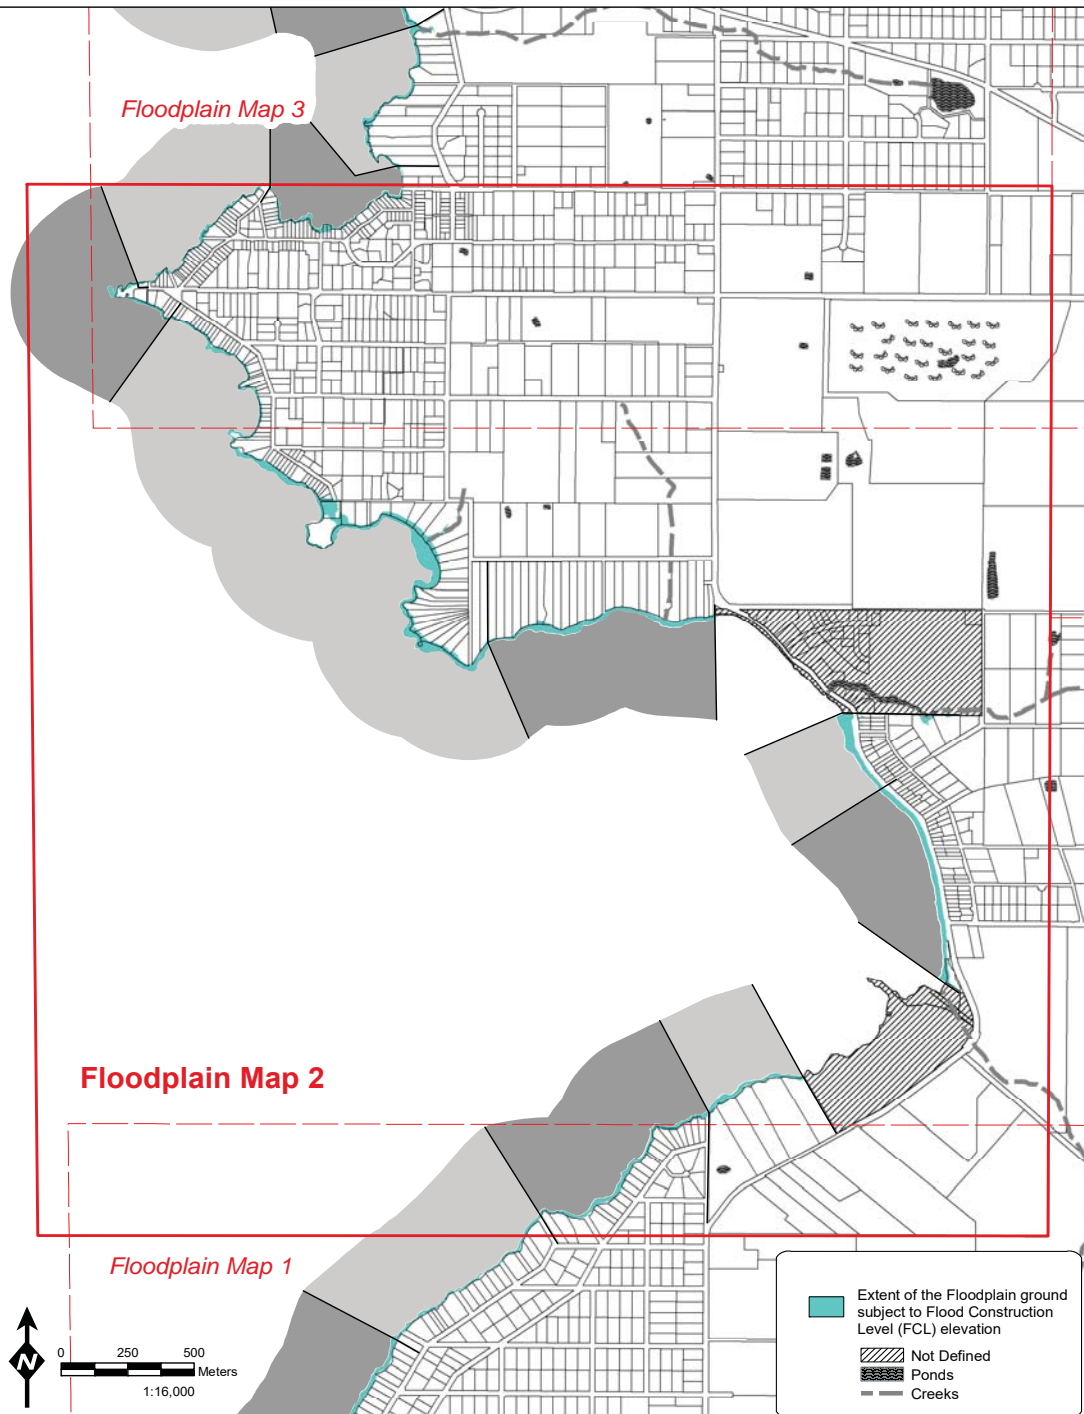 Floodplain Map 3
Floodplain Map 2
Floodplain Map 1
N
0 250 500
Meters
1:16,000
Extent of the Floodplain ground
subject to Flood Construction
Level (FCL) elevation
Not Defined
Ponds
Creeks